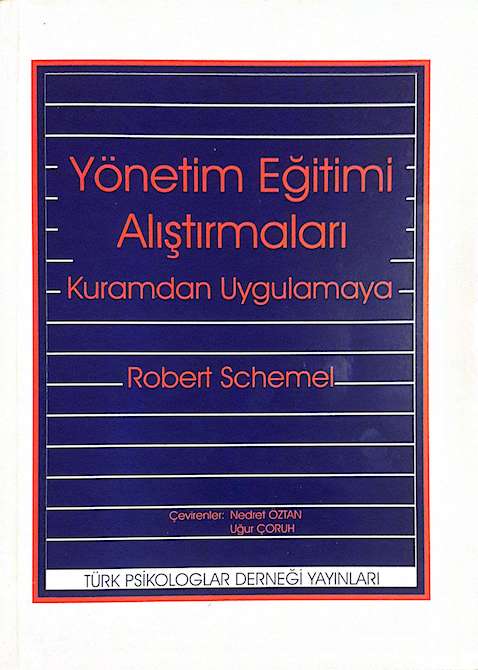 Yönetim Eğitimi
Alıştırmaları
Kuramdan Uygulamaya
Robert Schemel
Çevirenler: Nedret ÖZTAN
Uğur ÇORUH
TÜRK PSİKOLOGLAR DERNEĞİ YAYINLARI